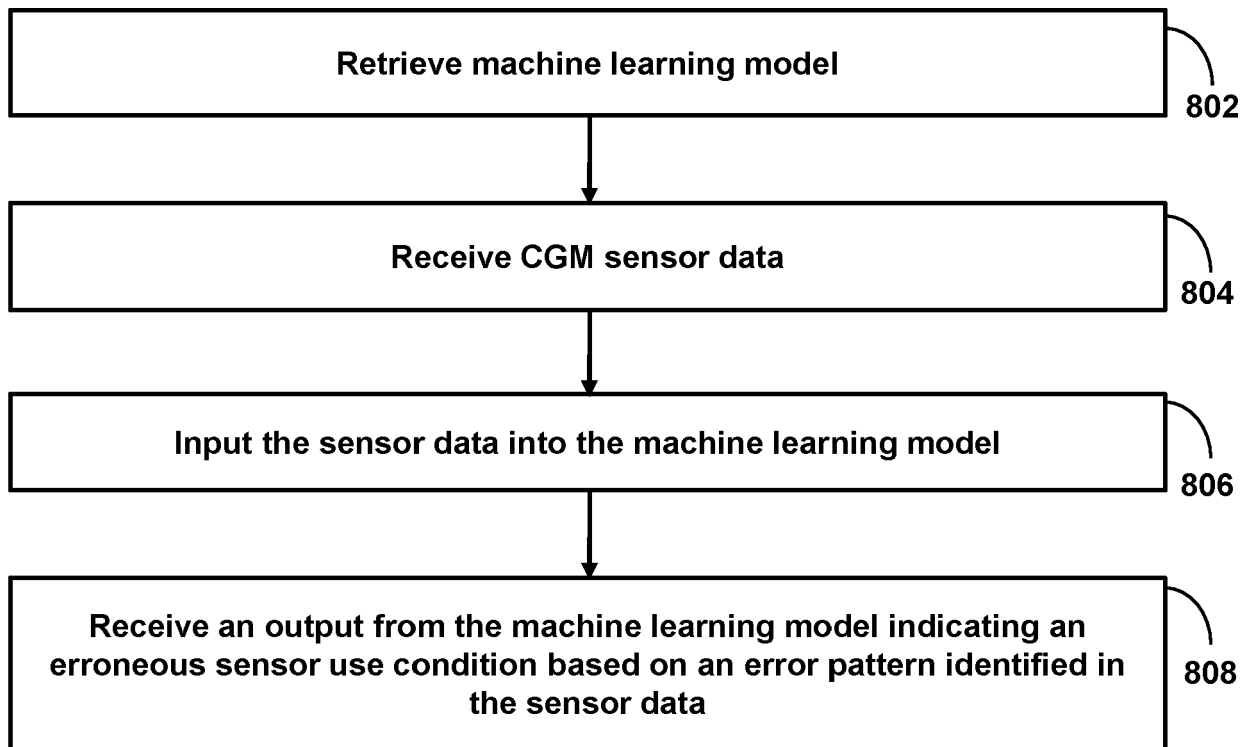 Retrieve machine learning model
802
Receive CGM sensor data
804
Input the sensor data into the machine learning model
806
Receive an output from the machine learning model indicating an
erroneous sensor use condition based on an error pattern identified in
the sensor data
808